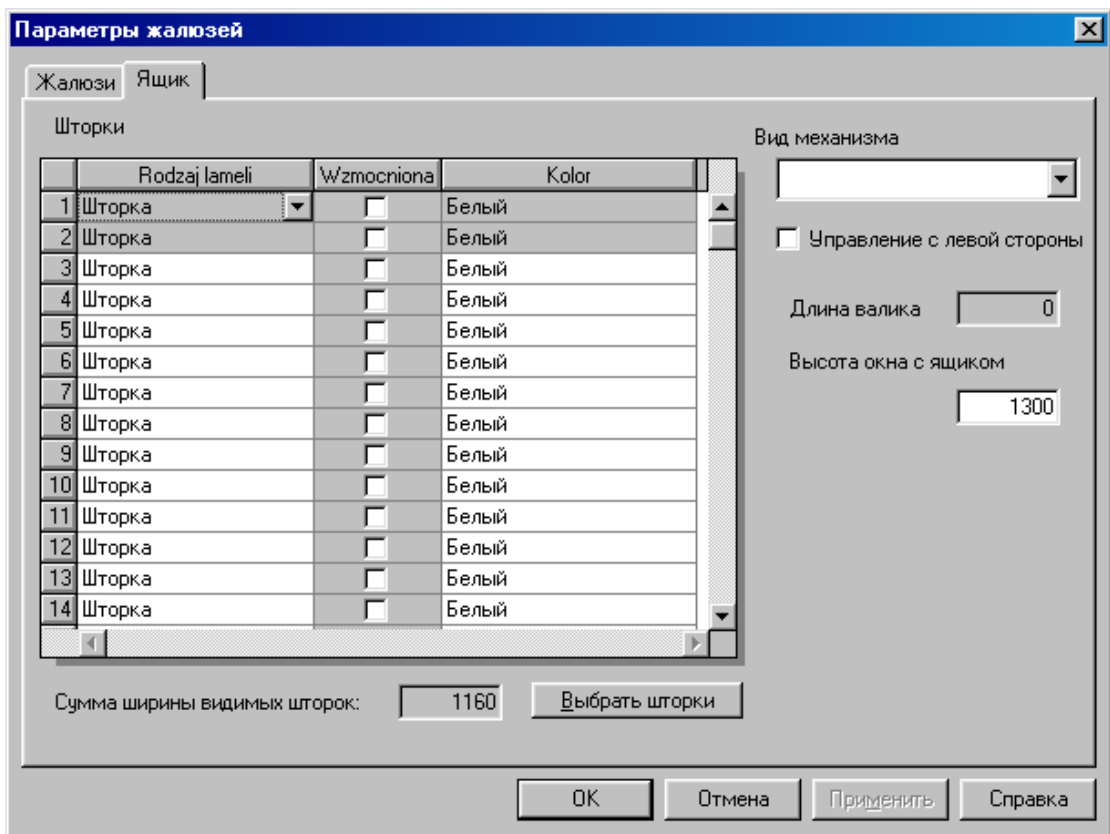 Параметры жалюзей
Жалюзи Ящик
Шторки
Rodzaj lameli Wzmocniona Kolor
1 Шторка Белый
2 Шторка Белый
3 Шторка Белый
4 Шторка Белый
5 Шторка Белый
6 Шторка Белый
7 Шторка Белый
8 Шторка Белый
9 Шторка Белый
10 Шторка Белый
11 Шторка Белый
12 Шторка Белый
13 Шторка Белый
14 Шторка Белый
Сумма ширины видимых шторок: 1160 Выбрать шторки
Вид механизма
Управление с левой стороны
Длина валика 0
Высота окна с ящиком
1300
OK Отмена Применить Справка